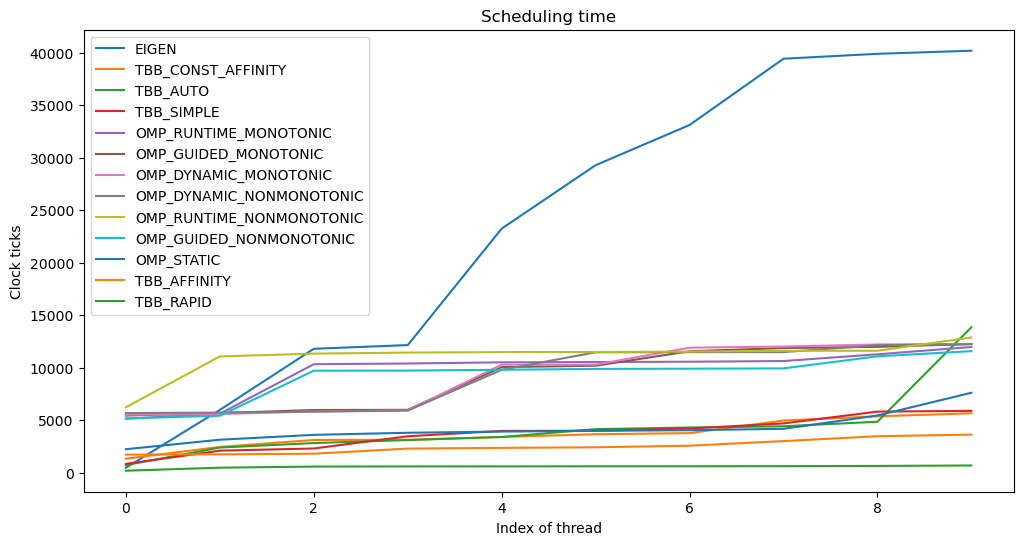 Scheduling time
EIGEN
TBB_CONST_AFFINITY
TBB_AUTO
TBB_SIMPLE
OMP_RUNTIME_MONOTONIC
OMP_GUIDED_MONOTONIC
OMP_DYNAMIC_MONOTONIC
OMP_DYNAMIC_NONMONOTONIC
OMP_RUNTIME_NONMONOTONIC
OMP_GUIDED_NONMONOTONIC
OMP_STATIC
TBB_AFFINITY
TBB_RAPID
Clock ticks
40000
35000
30000
25000
20000
15000
10000
5000
0
0 2 4 6 8
Index of thread